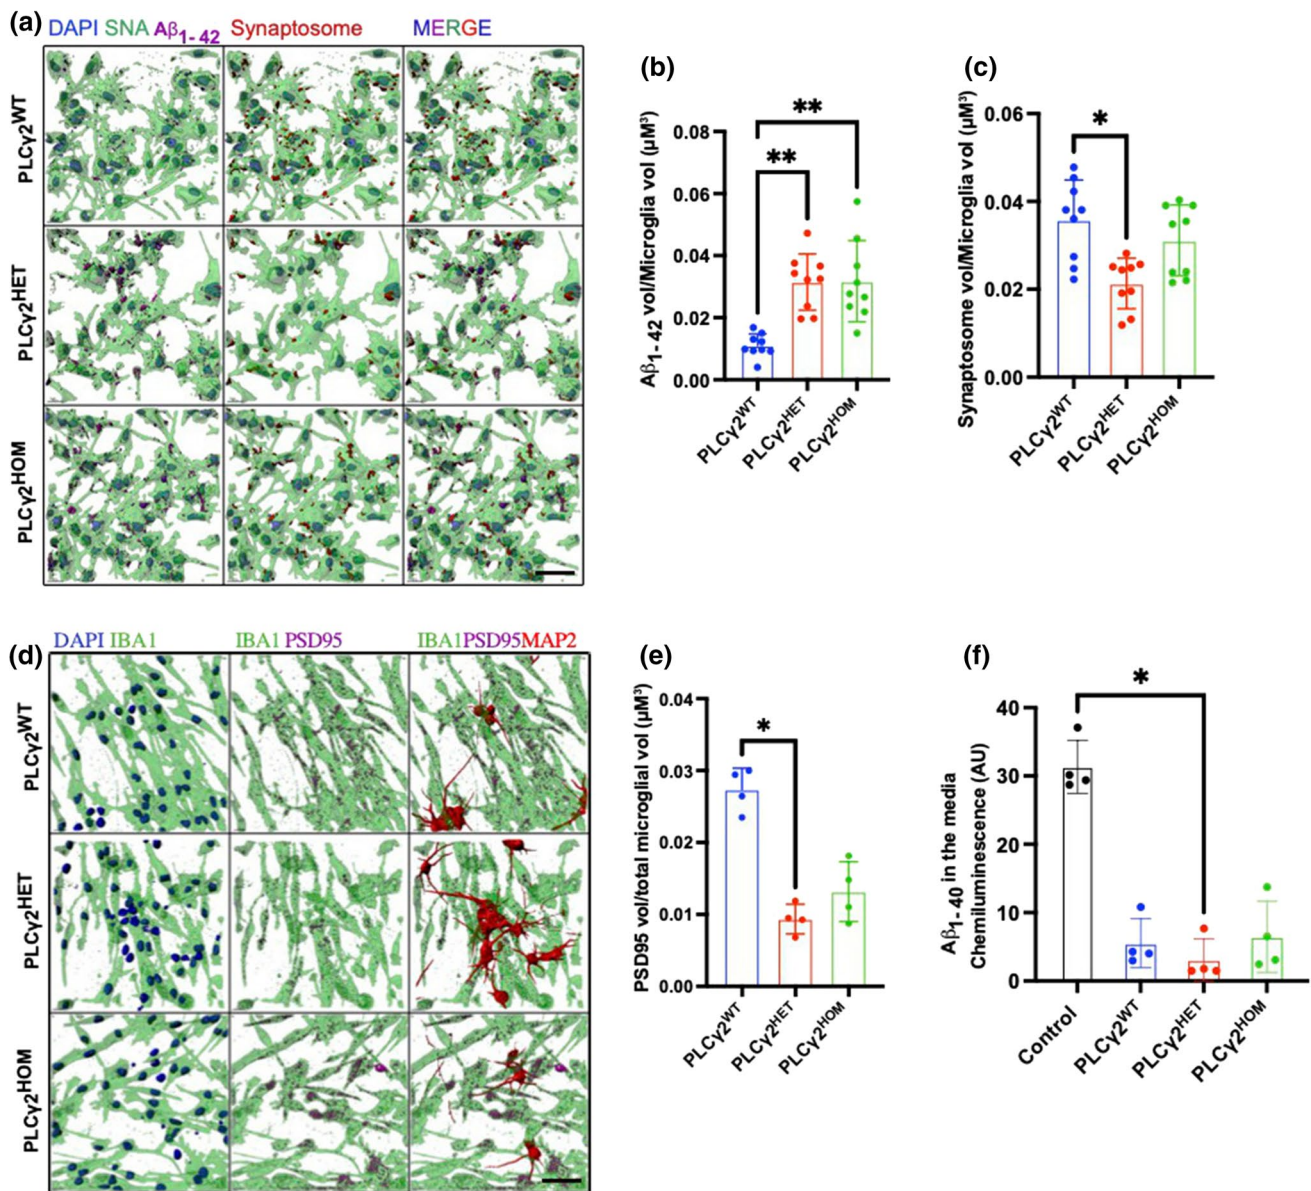 (a) DAPI SNA Aβ1-42 Synaptosome MERGE
PLCγ2WT
PLCγ2HET
PLCγ2HOM
(b)
Aβ1-42 vol/Microglia vol (μM³)
0.08
0.06
0.04
0.02
0.00
**
**
PLCγ2WT
PLCγ2HET
PLCγ2HOM
(c)
Synaptosome vol/Microglia vol (μM³)
0.06
0.04
0.02
0.00
*
PLCγ2WT
PLCγ2HET
PLCγ2HOM
(d) DAPI IBA1 IBA1 PSD95 IBA1PSD95MAP2
PLCγ2WT
PLCγ2HET
PLCγ2HOM
(e)
PSD95 vol/total microglial vol (μM³)
0.04
0.03
0.02
0.01
0.00
*
PLCγ2WT
PLCγ2HET
PLCγ2HOM
(f)
Aβ1-40 in the media
Chemiluminescence (AU)
40
30
20
10
0
*
Control
PLCγ2WT
PLCγ2HET
PLCγ2HOM